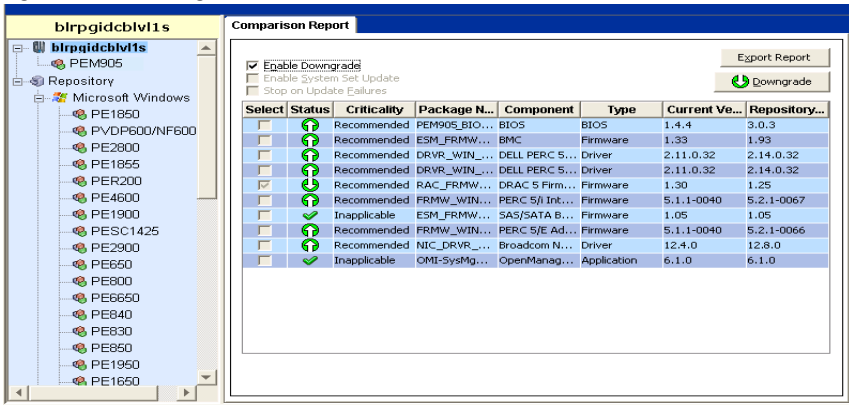 blrpgidcblvl1s
blrpgidcblvl1s
PEM905
Repository
Microsoft Windows
PE1850
PVDP600/NF600
PE2800
PE1855
PER200
PE4600
PE1900
PESC1425
PE2900
PE650
PE800
PE6650
PE840
PE830
PE850
PE1950
PE1650
Comparison Report
Enable Downgrade
Enable System Set Update
Stop on Update Failures
Export Report
Downgrade
Select Status Criticality Package N... Component Type Current Ve... Repository...
Recommended PEM905_BIO... BIOS BIOS 1.4.4 3.0.3
Recommended ESM_FRMW... BMC Firmware 1.33 1.93
Recommended DRVR_WIN_... DELL PERC 5... Driver 2.11.0.32 2.14.0.32
Recommended DRVR_WIN_... DELL PERC 5... Driver 2.11.0.32 2.14.0.32
Recommended RAC_FRMW... DRAC 5 Firm... Firmware 1.30 1.25
Recommended FRMW_WIN... PERC 5/i Int... Firmware 5.1.1-0040 5.2.1-0067
Inapplicable ESM_FRMW... SAS/SATA B... Firmware 1.05 1.05
Recommended FRMW_WIN... PERC 5/E Ad... Firmware 5.1.1-0040 5.2.1-0066
Recommended NIC_DRVR_... Broadcom N... Driver 12.4.0 12.8.0
Inapplicable OMI-SysMg... OpenManag... Application 6.1.0 6.1.0